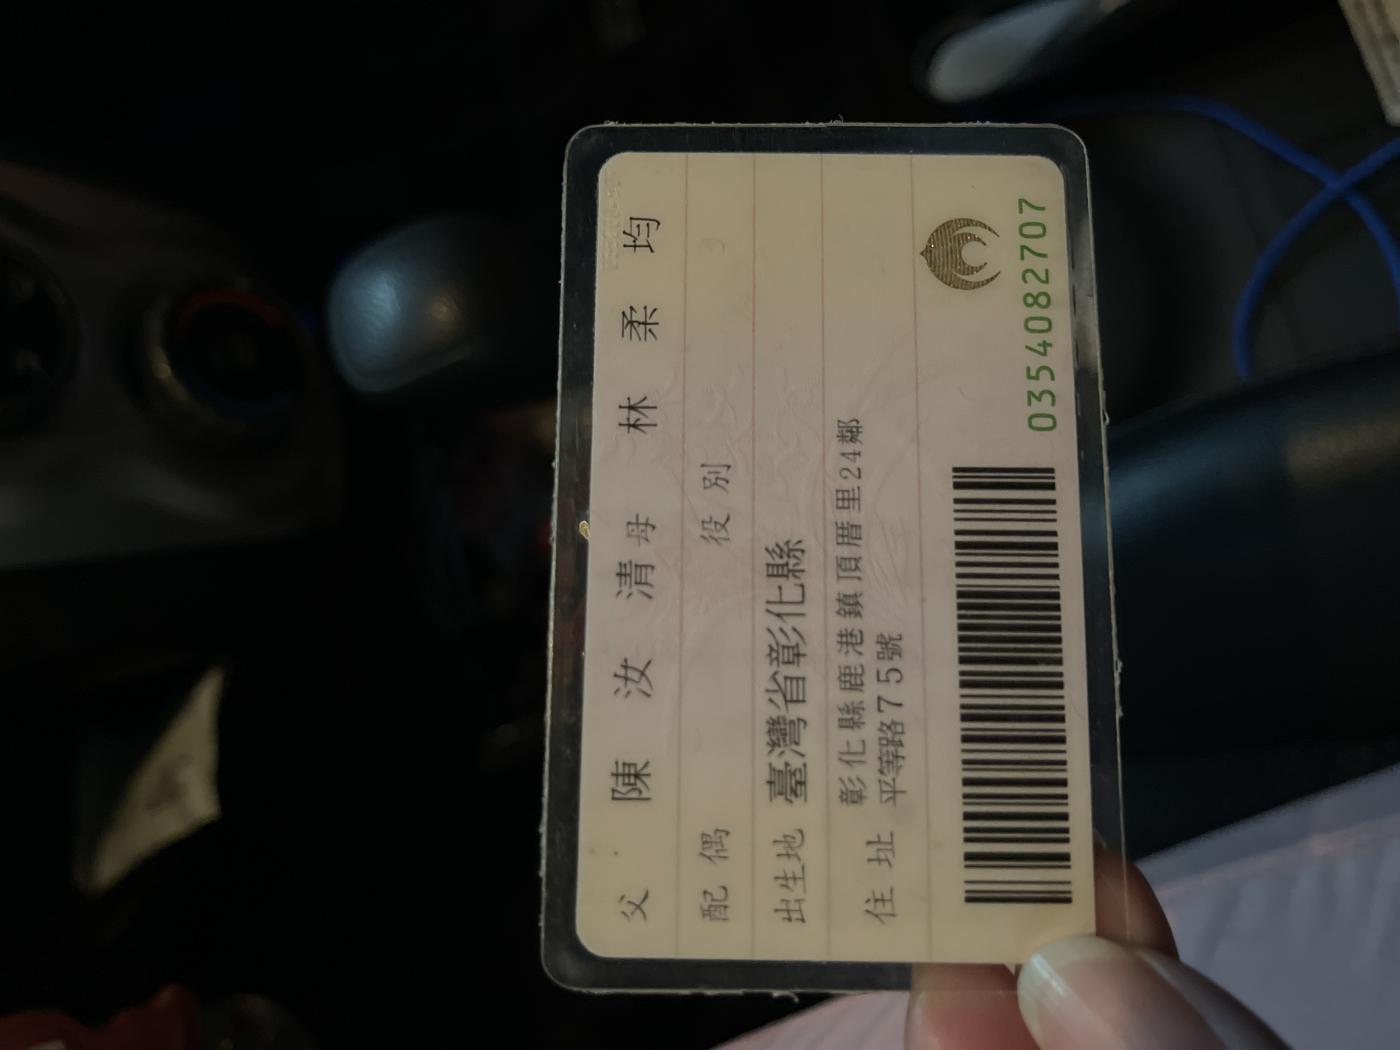 父 陳汝清 母 林柔均
配偶 役別
出生地 臺灣省彰化縣
住址 彰化縣鹿港鎮頂厝里24鄰
平等路75號
0354082707